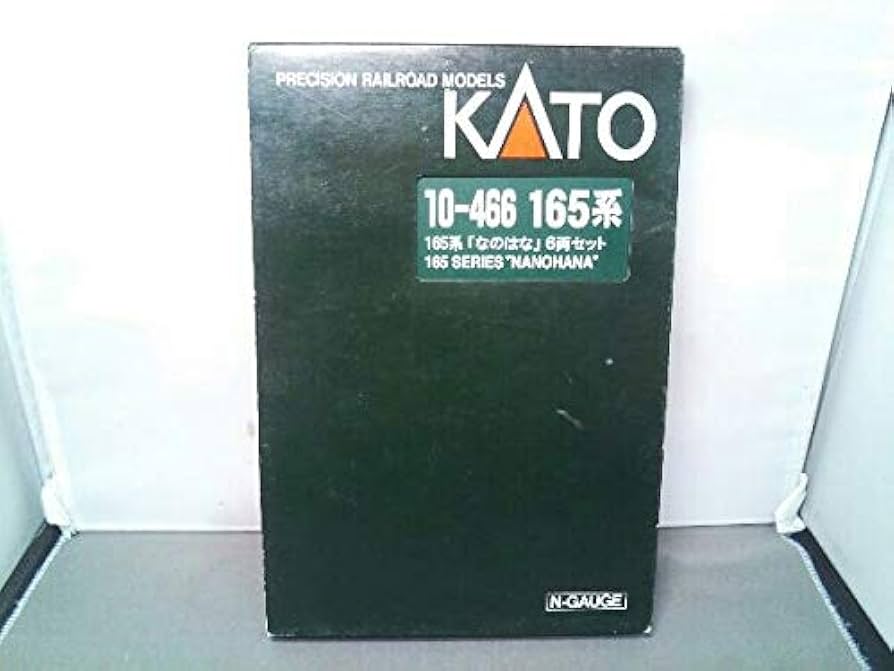 PRECISION RAILROAD MODELS
KATO
10-466 165系
165系「なのはな」6両セット
165 SERIES "NANOHANA"
N-GAUGE